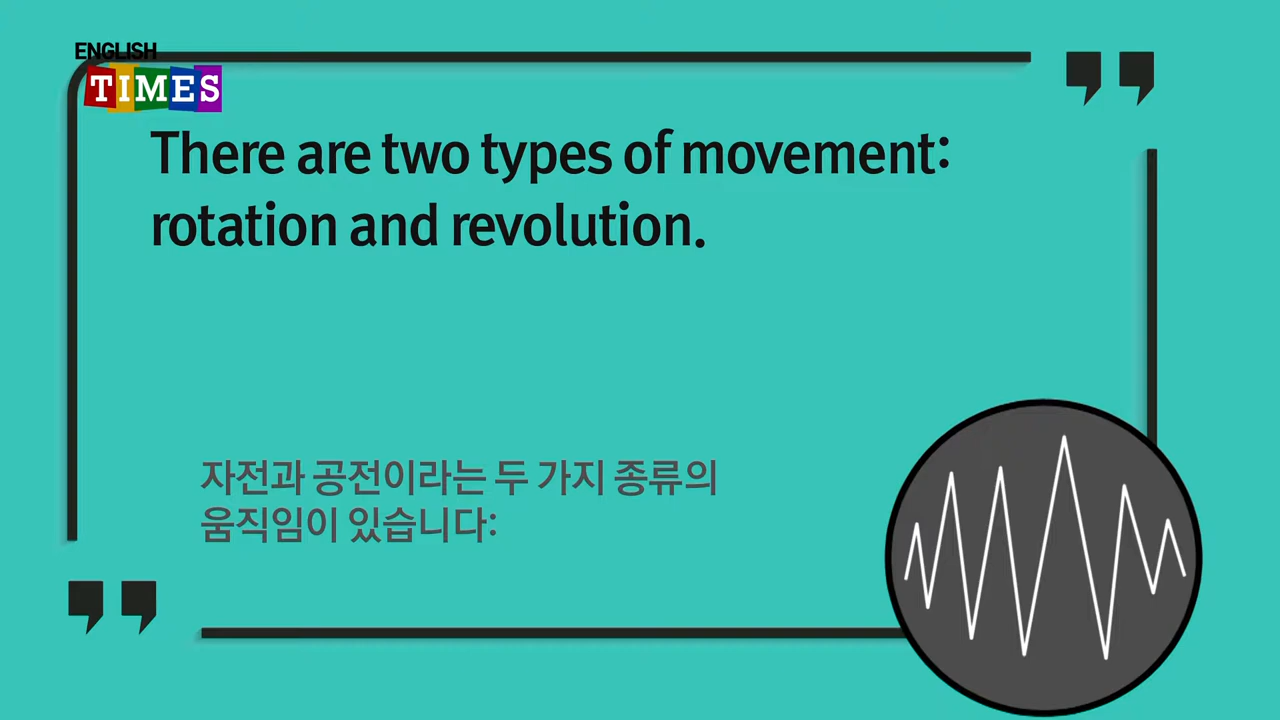 ENGLISH
TIMES
There are two types of movement:
rotation and revolution.
자전과 공전이라는 두 가지 종류의
움직임이 있습니다: